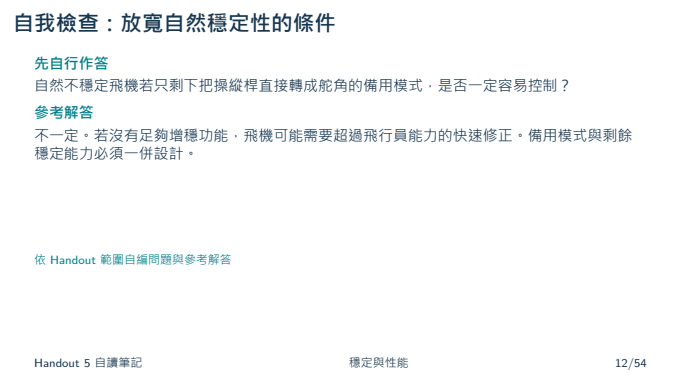 自我檢查：放寬自然穩定性的條件
先自行作答
自然不穩定飛機若只剩下把操縱桿直接轉成舵角的備用模式，是否一定容易控制？
參考解答
不一定。若沒有足夠增穩功能，飛機可能需要超過飛行員能力的快速修正。備用模式與剩餘
穩定能力必須一併設計。
依 Handout 範圍自編問題與參考解答
Handout 5 自讀筆記
穩定與性能
12/54